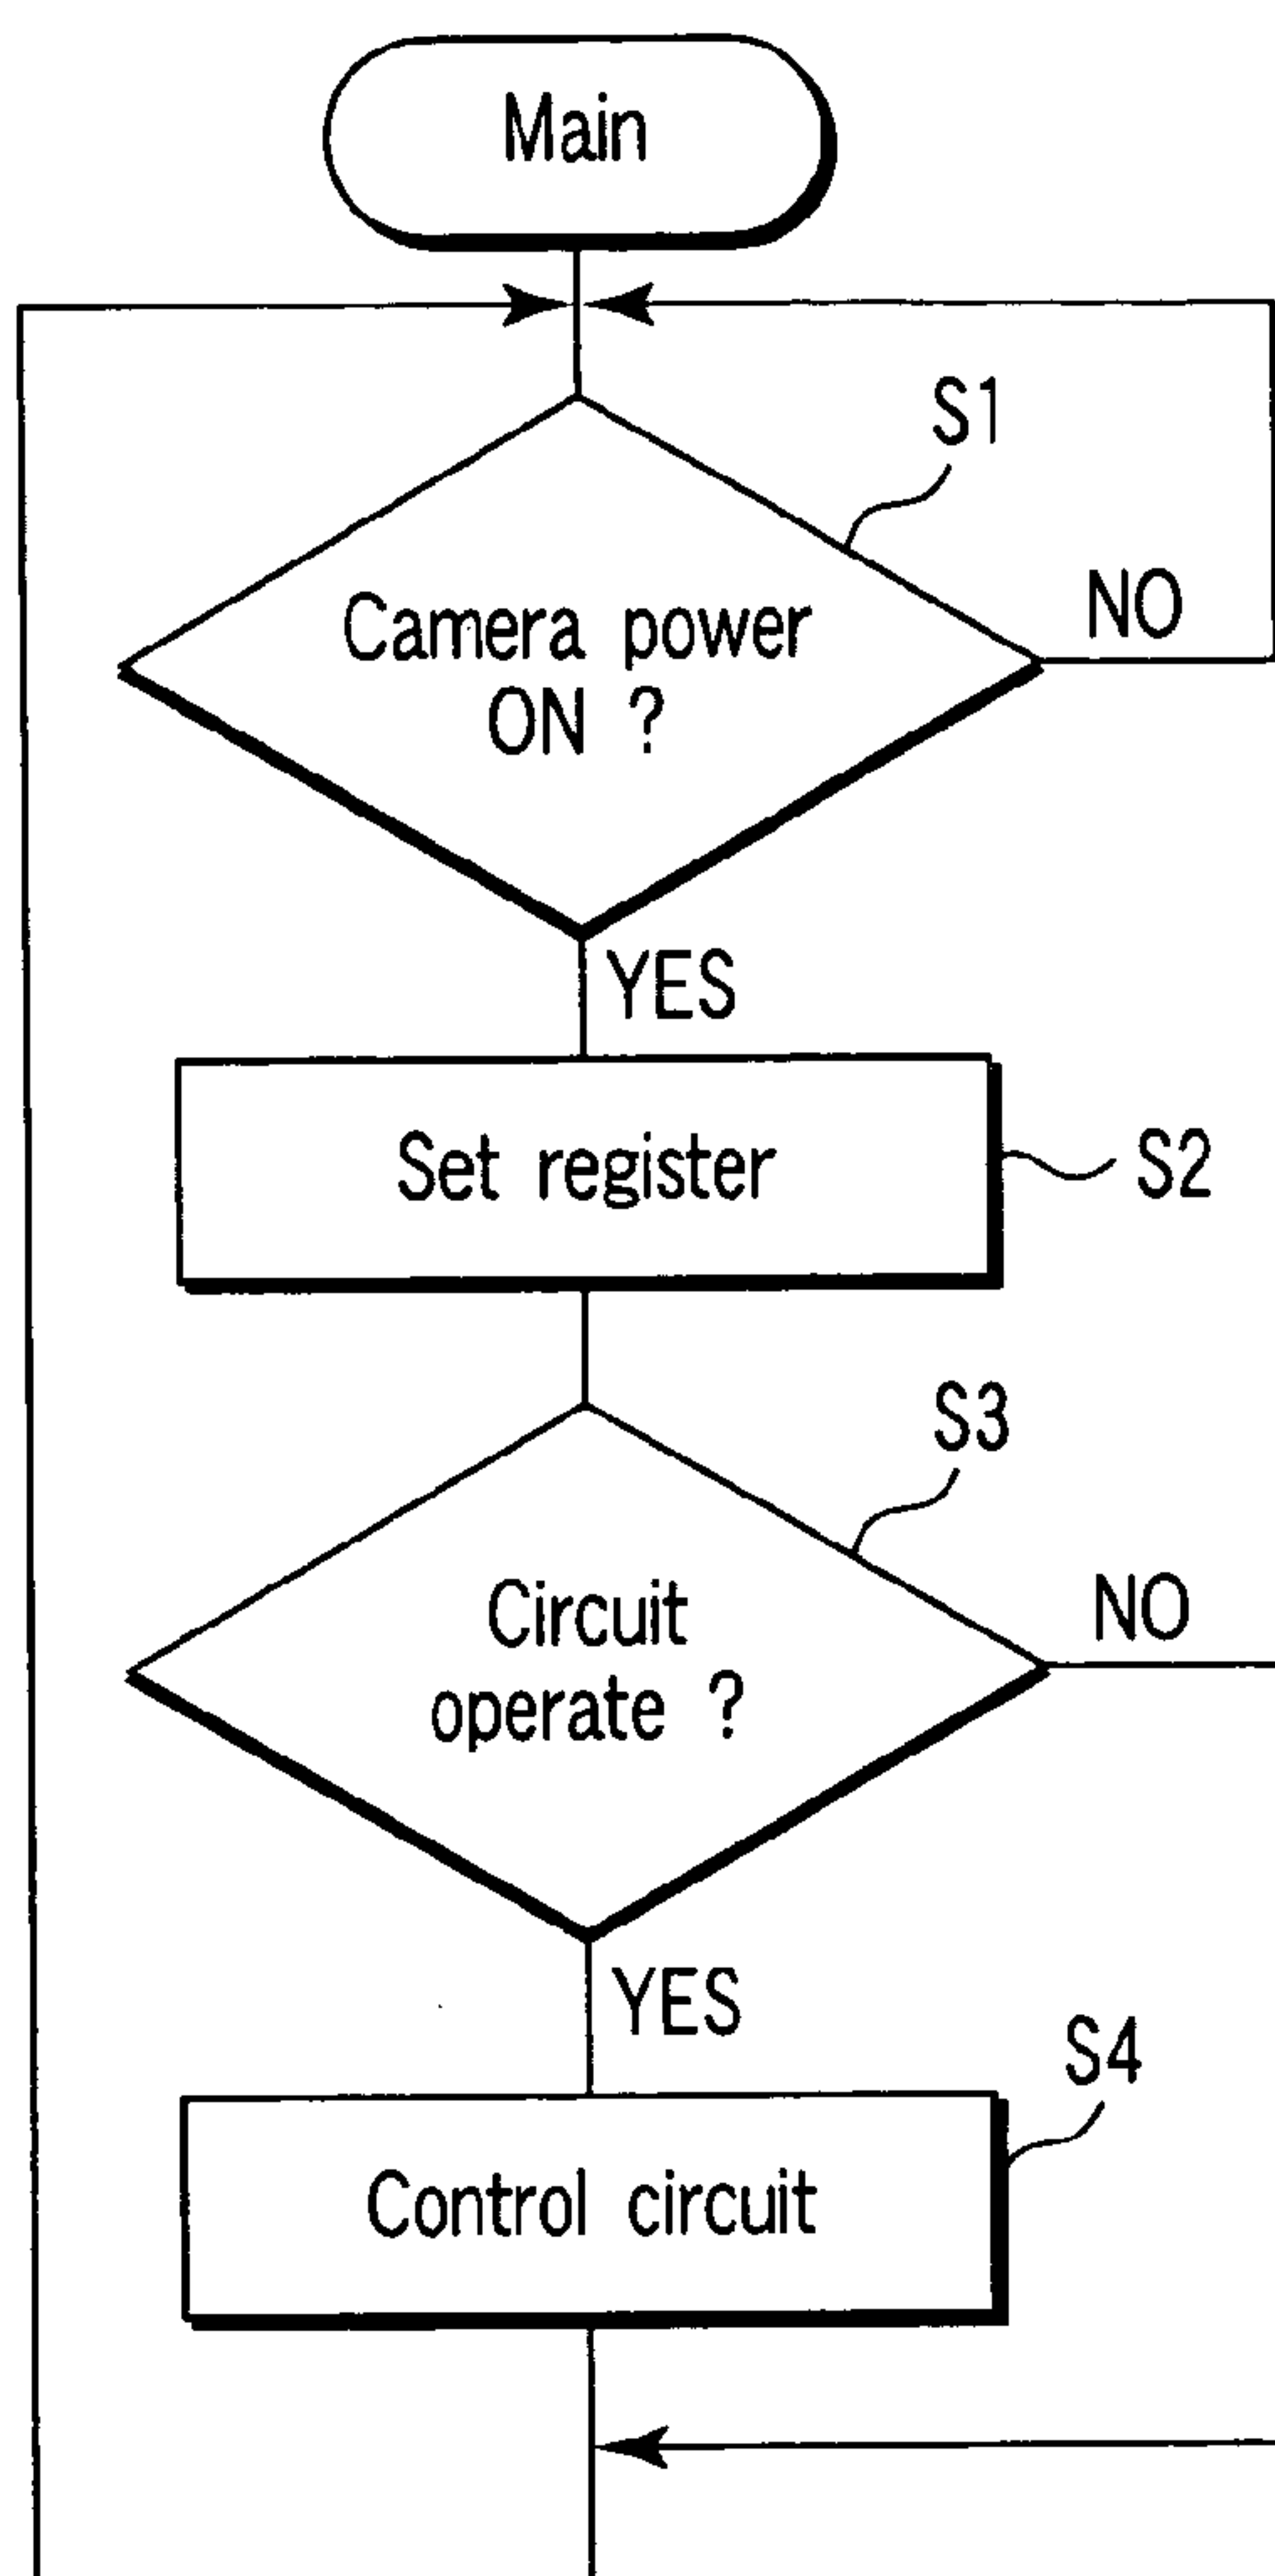 Main
S1
Camera power
ON ?
NO
YES
Set register
S2
S3
Circuit
operate ?
NO
YES
S4
Control circuit